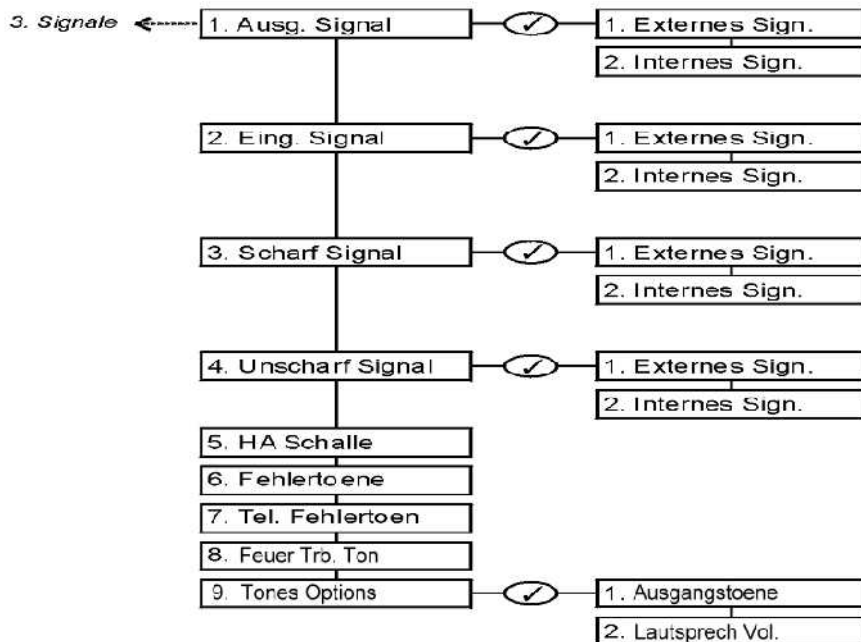 3. Signale
1. Ausg. Signal
1. Externes Sign.
2. Internes Sign.
2. Eing. Signal
1. Externes Sign.
2. Internes Sign.
3. Scharf Signal
1. Externes Sign.
2. Internes Sign.
4. Unscharf Signal
1. Externes Sign.
2. Internes Sign.
5. HA Schalle
6. Fehlertoene
7. Tel. Fehlertoen
8. Feuer Trb. Ton
9. Tones Options
1. Ausgangstoene
2. Lautsprech Vol.